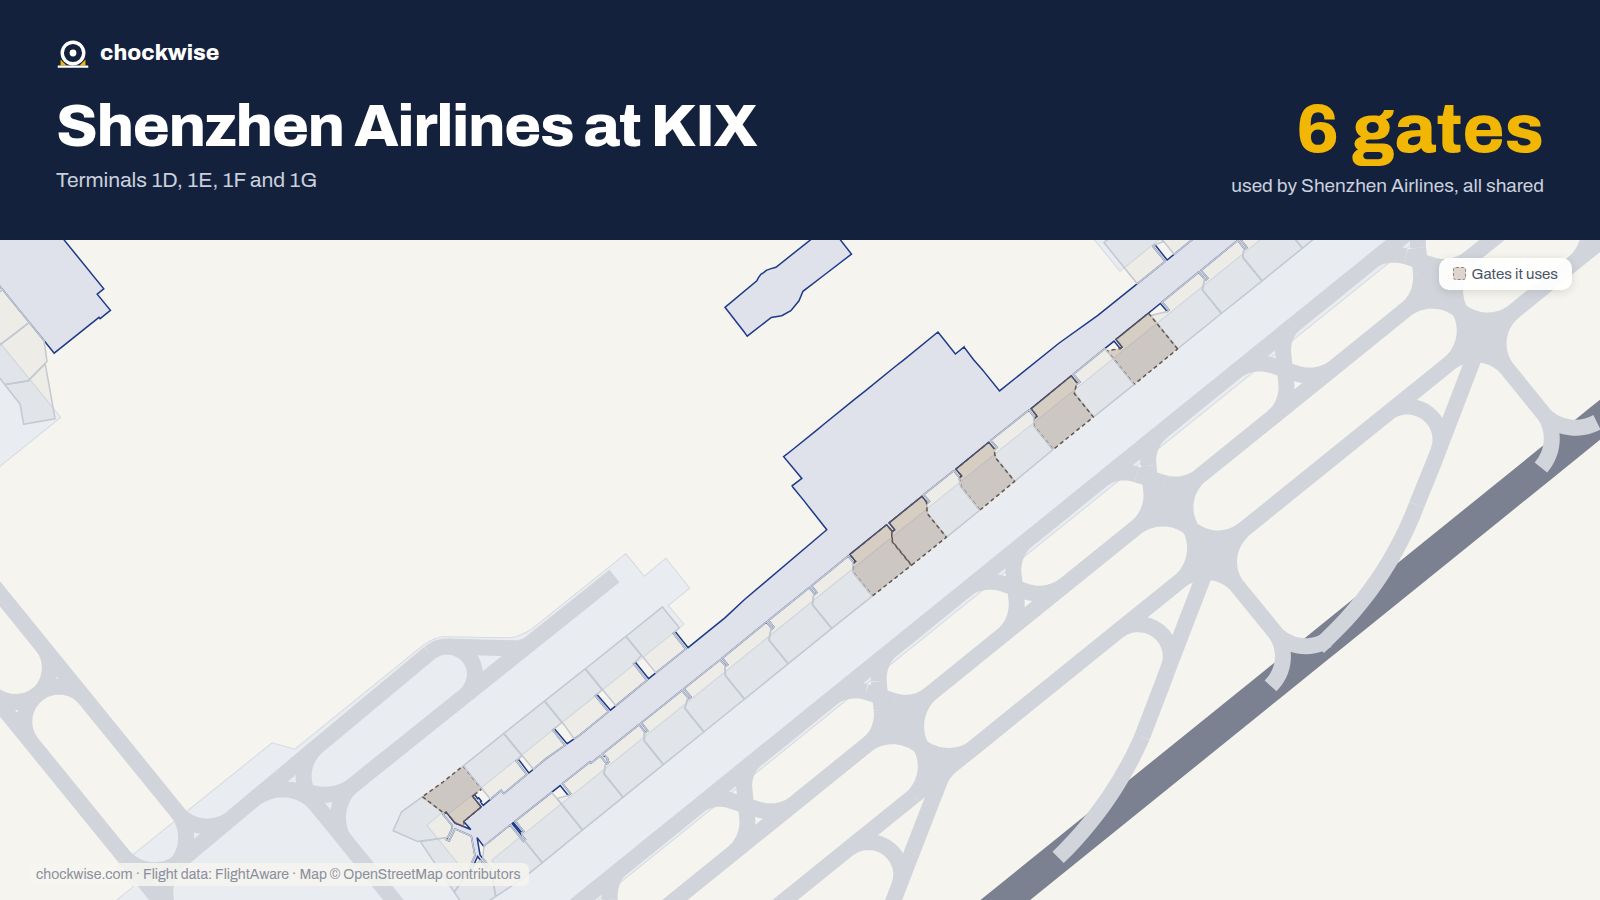 chockwise
Shenzhen Airlines at KIX
Terminals 1D, 1E, 1F and 1G
6 gates
used by Shenzhen Airlines, all shared
Gates it uses
chockwise.com · Flight data: FlightAware · Map © OpenStreetMap contributors